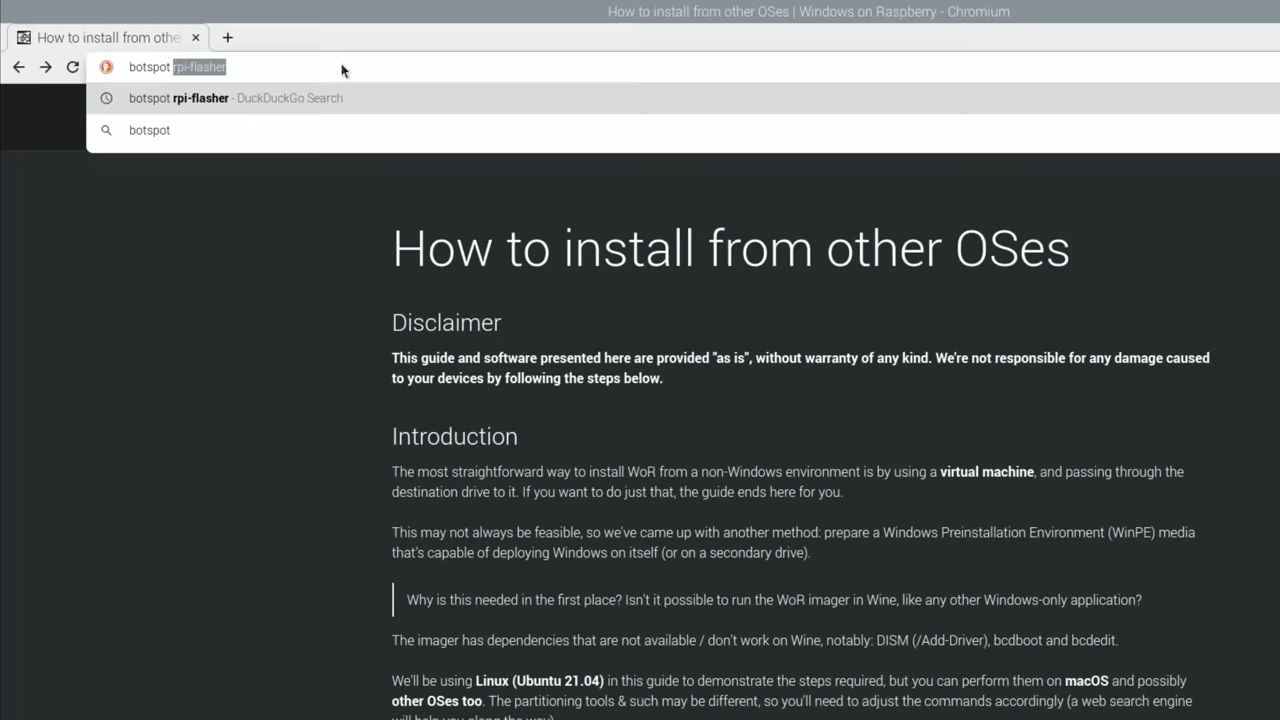 How to install from other OSes | Windows on Raspberry - Chromium
How to install from othe
botspot rpi-flasher
botspot rpi-flasher - DuckDuckGo Search
botspot
How to install from other OSes
Disclaimer
This guide and software presented here are provided "as is", without warranty of any kind. We're not responsible for any damage caused
to your devices by following the steps below.
Introduction
The most straightforward way to install WoR from a non-Windows environment is by using a virtual machine, and passing through the
destination drive to it. If you want to do just that, the guide ends here for you.
This may not always be feasible, so we've came up with another method: prepare a Windows Preinstallation Environment (WinPE) media
that's capable of deploying Windows on itself (or on a secondary drive).
Why is this needed in the first place? Isn't it possible to run the WoR imager in Wine, like any other Windows-only application?
The imager has dependencies that are not available / don't work on Wine, notably: DISM (/Add-Driver), bcdboot and bcdedit.
We'll be using Linux (Ubuntu 21.04) in this guide to demonstrate the steps required, but you can perform them on macOS and possibly
other OSes too. The partitioning tools & such may be different, so you'll need to adjust the commands accordingly (a web search engine
will help you along the way).